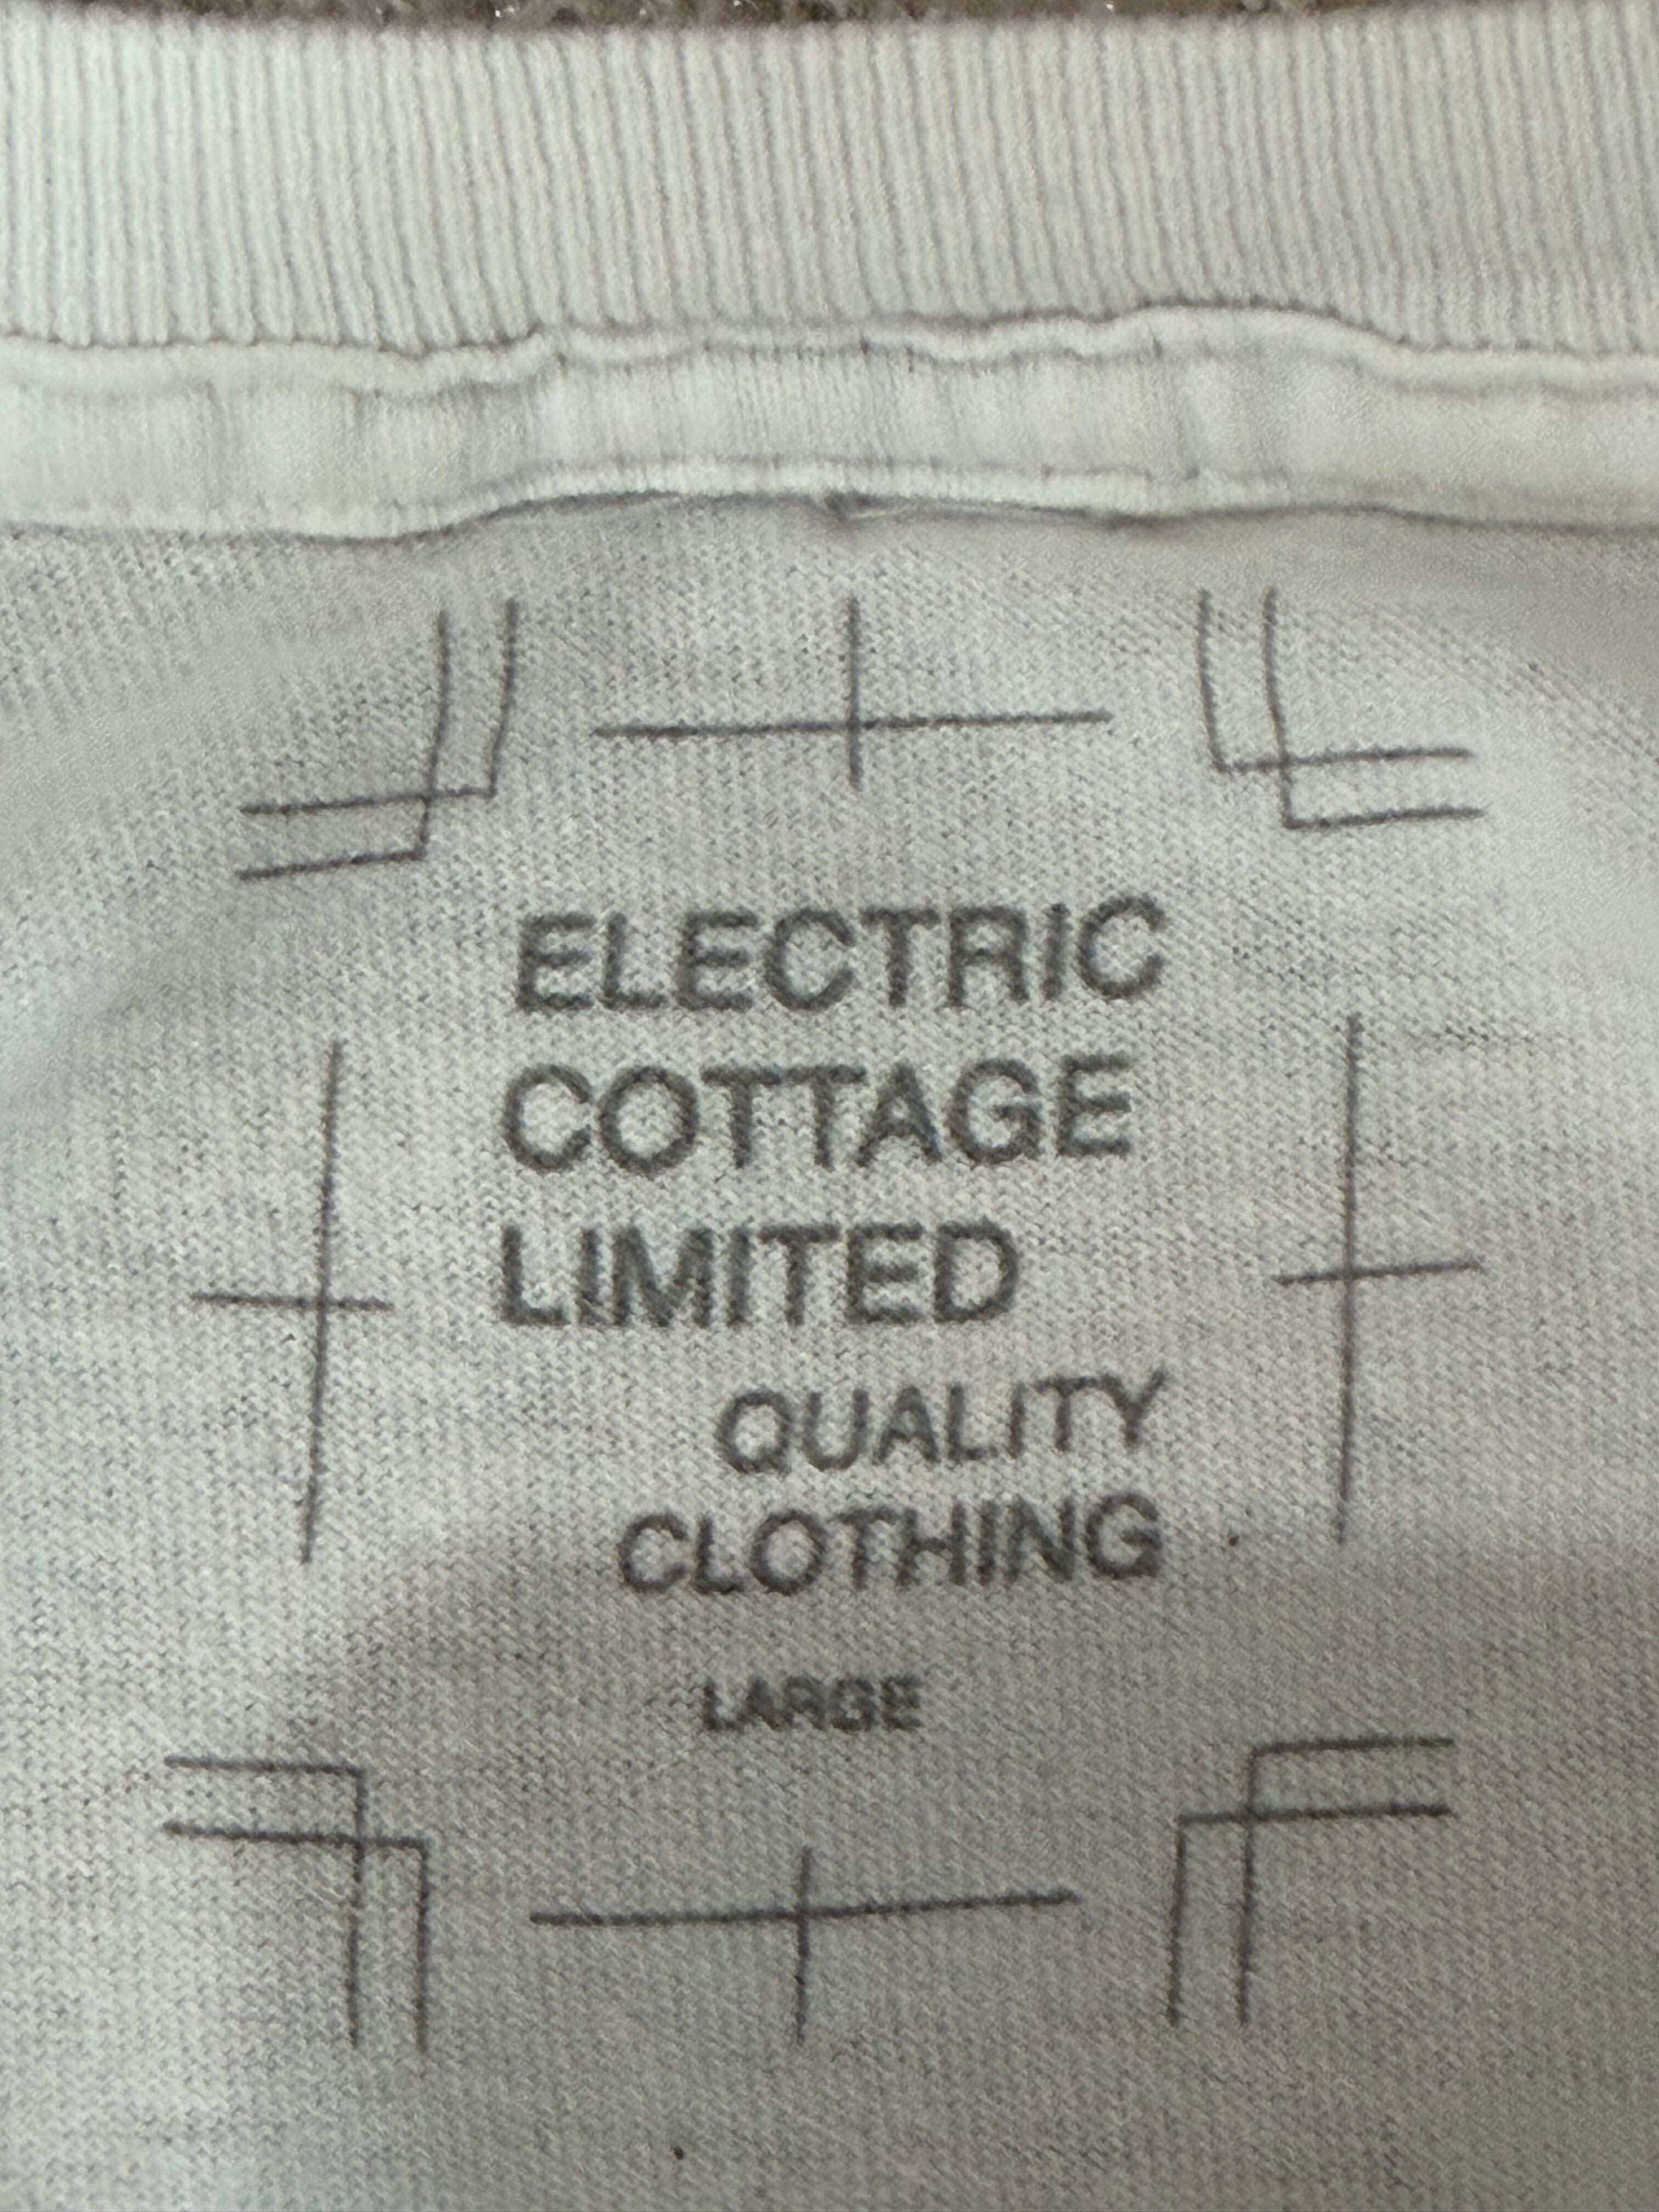 ELECTRIC
COTTAGE
LIMITED
QUALITY
CLOTHING
LARGE